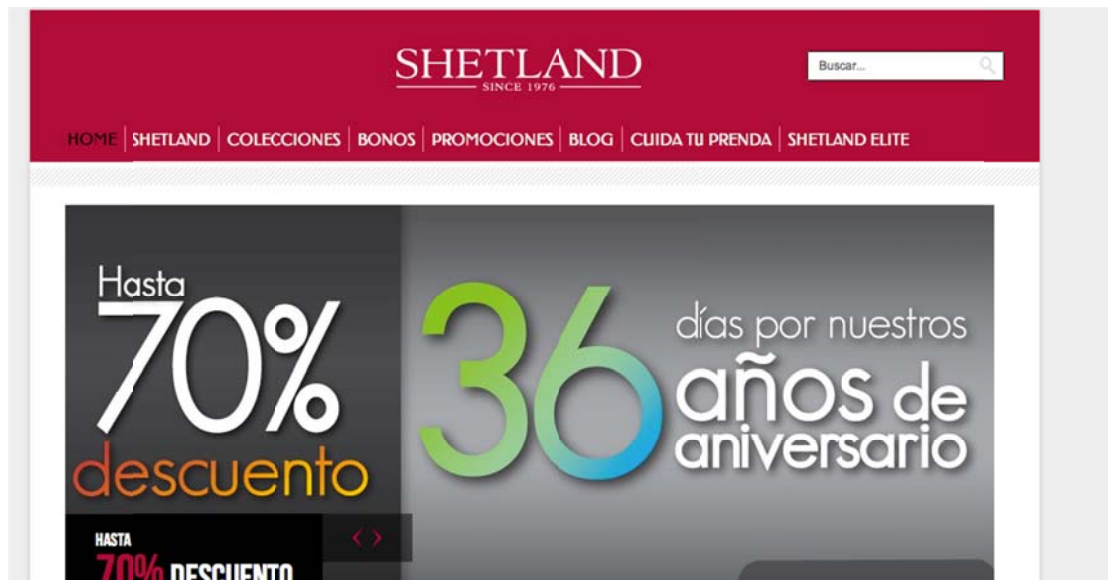 SHETLAND
SINCE 1976
Buscar...
HOME SHETLAND COLECCIONES BONOS PROMOCIONES BLOG CUIDA TU PRENDA SHETLAND ELITE
Hasta
70%
descuento
36
días por nuestros
años de
aniversario
HASTA
70% DESCUENTO